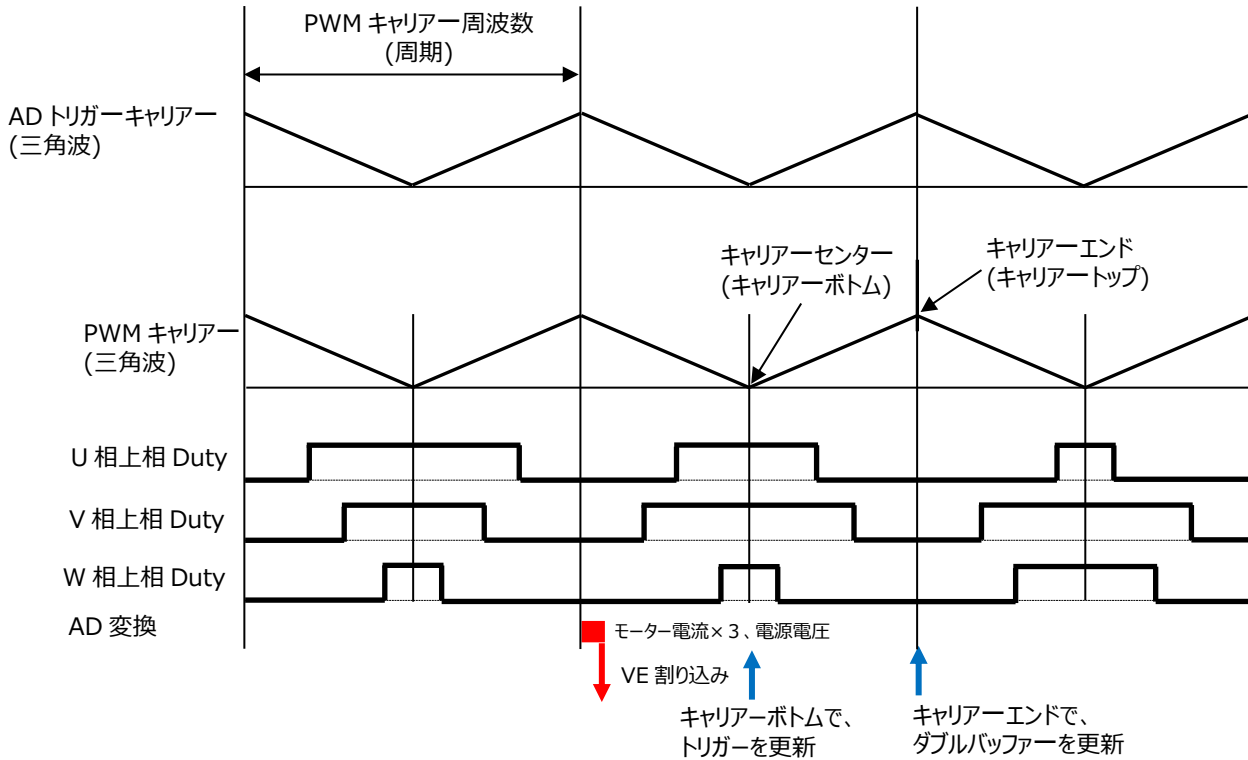 PWM キャリアー周波数
(周期)
AD トリガーキャリアー
(三角波)
キャリアーセンター
(キャリアーボトム)
キャリアーエンド
(キャリアートップ)
PWM キャリアー
(三角波)
U 相上相 Duty
V 相上相 Duty
W 相上相 Duty
AD 変換
モーター電流×３、電源電圧
VE 割り込み
キャリアーボトムで、
トリガーを更新
キャリアーエンドで、
ダブルバッファーを更新